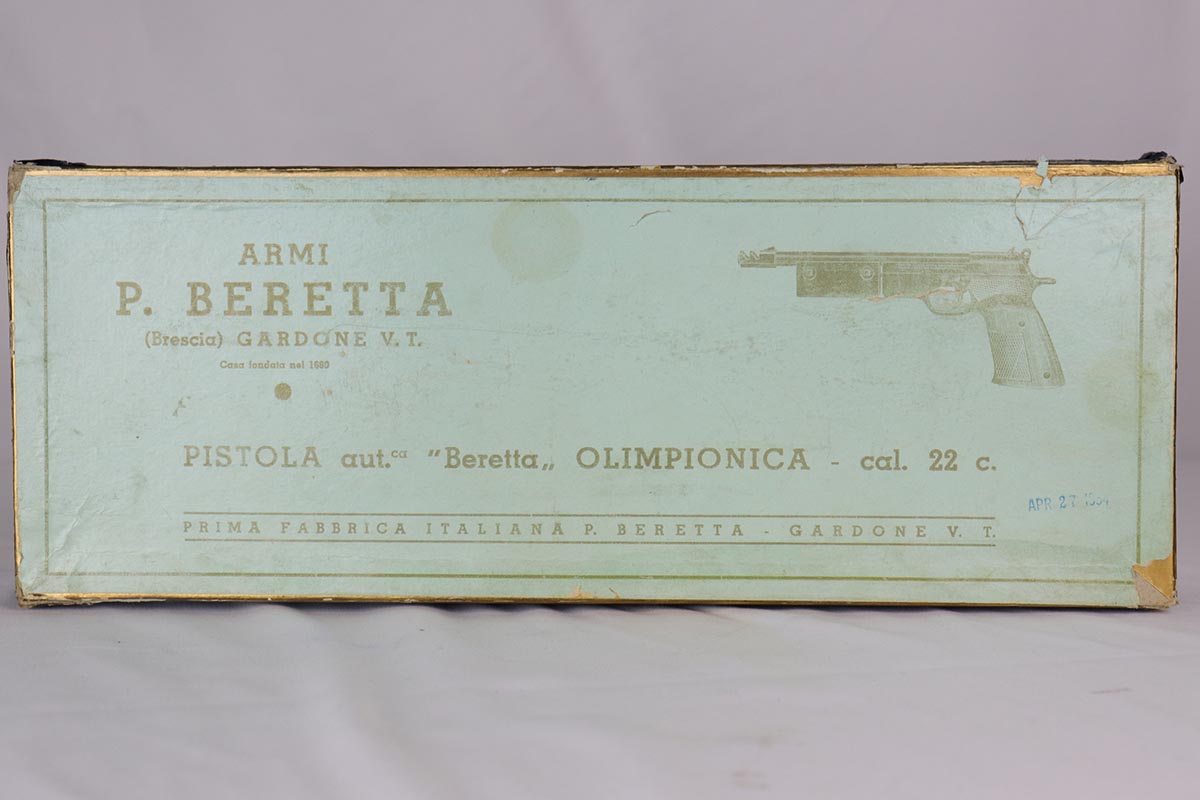 ARMI
P. BERETTA
(Brescia) GARDONE V. T.
Casa fondata nel 1680
PISTOLA aut.ca "Beretta„ OLIMPIONICA - cal. 22 c.
APR 27 1964
PRIMA FABBRICA ITALIANA P. BERETTA - GARDONE V. T.